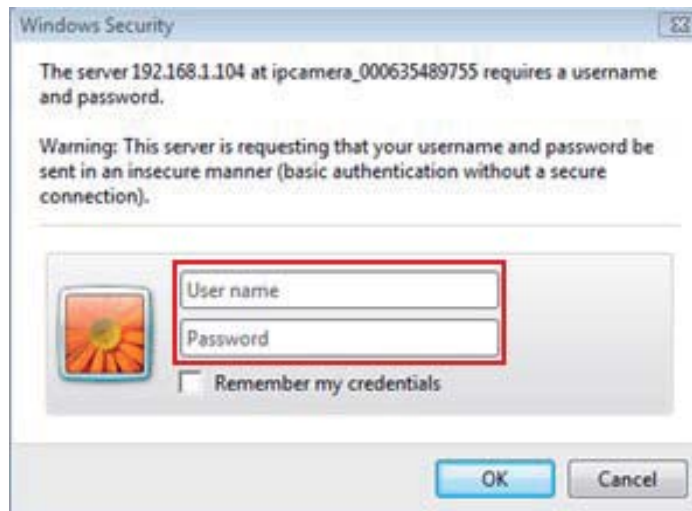 Windows Security
The server 192.168.1.104 at ipcamera_000635489755 requires a username
and password.
Warning: This server is requesting that your username and password be
sent in an insecure manner (basic authentication without a secure
connection).
User name
Password
Remember my credentials
OK
Cancel